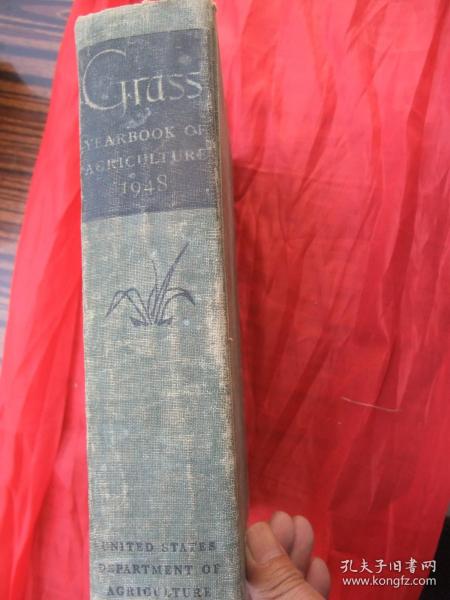 Grass
YEARBOOK OF
AGRICULTURE
1948
UNITED STATES
DEPARTMENT OF
AGRICULTURE
孔夫子旧书网
www.kongfz.com